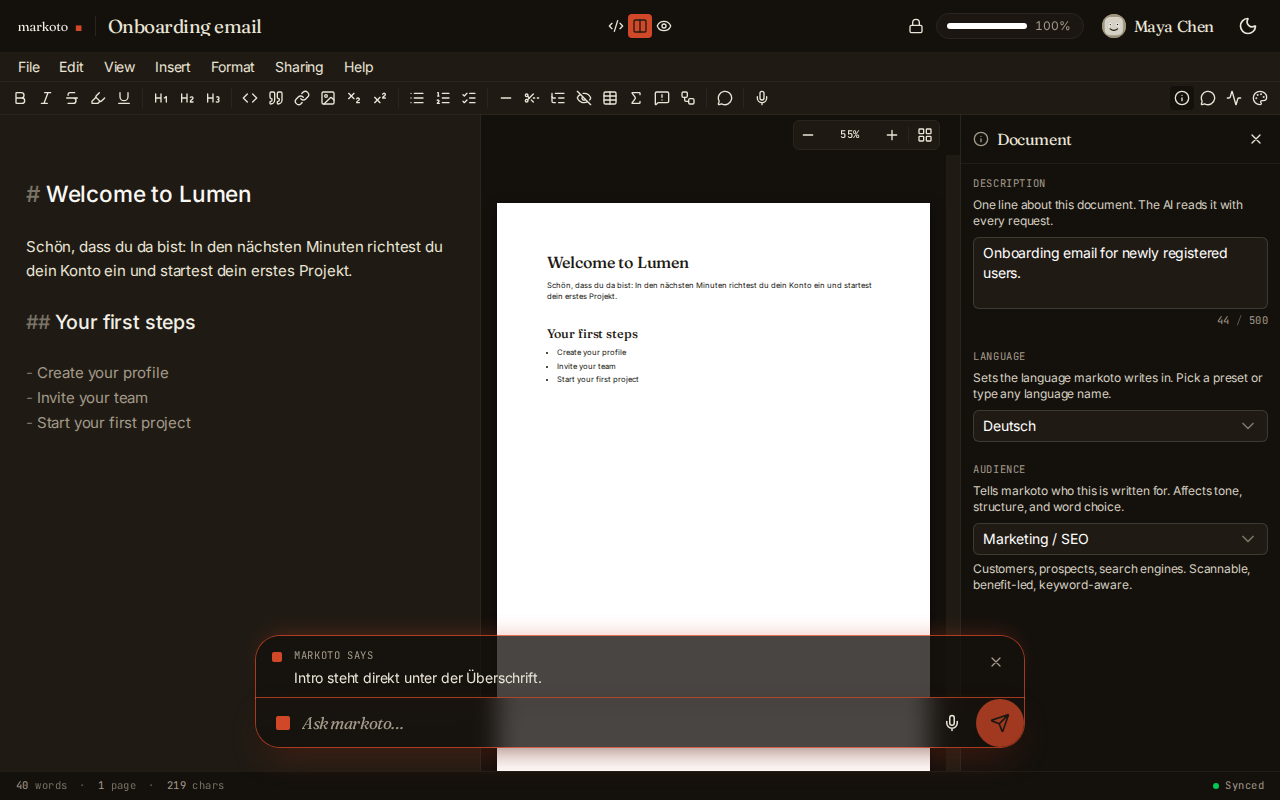 markoto
Onboarding email
100%
Maya Chen
File Edit View Insert Format Sharing Help
H1 H2 H3
55%
# Welcome to Lumen
Schön, dass du da bist: In den nächsten Minuten richtest du
dein Konto ein und startest dein erstes Projekt.
## Your first steps
- Create your profile
- Invite your team
- Start your first project
Welcome to Lumen
Schön, dass du da bist: In den nächsten Minuten richtest du dein Konto ein und startest
dein erstes Projekt.
Your first steps
• Create your profile
• Invite your team
• Start your first project
Document
DESCRIPTION
One line about this document. The AI reads it with
every request.
Onboarding email for newly registered
users.
44 / 500
LANGUAGE
Sets the language markoto writes in. Pick a preset or
type any language name.
Deutsch
AUDIENCE
Tells markoto who this is written for. Affects tone,
structure, and word choice.
Marketing / SEO
Customers, prospects, search engines. Scannable,
benefit-led, keyword-aware.
MARKOTO SAYS
Intro steht direkt unter der Überschrift.
Ask markoto...
40 words · 1 page · 219 chars
Synced